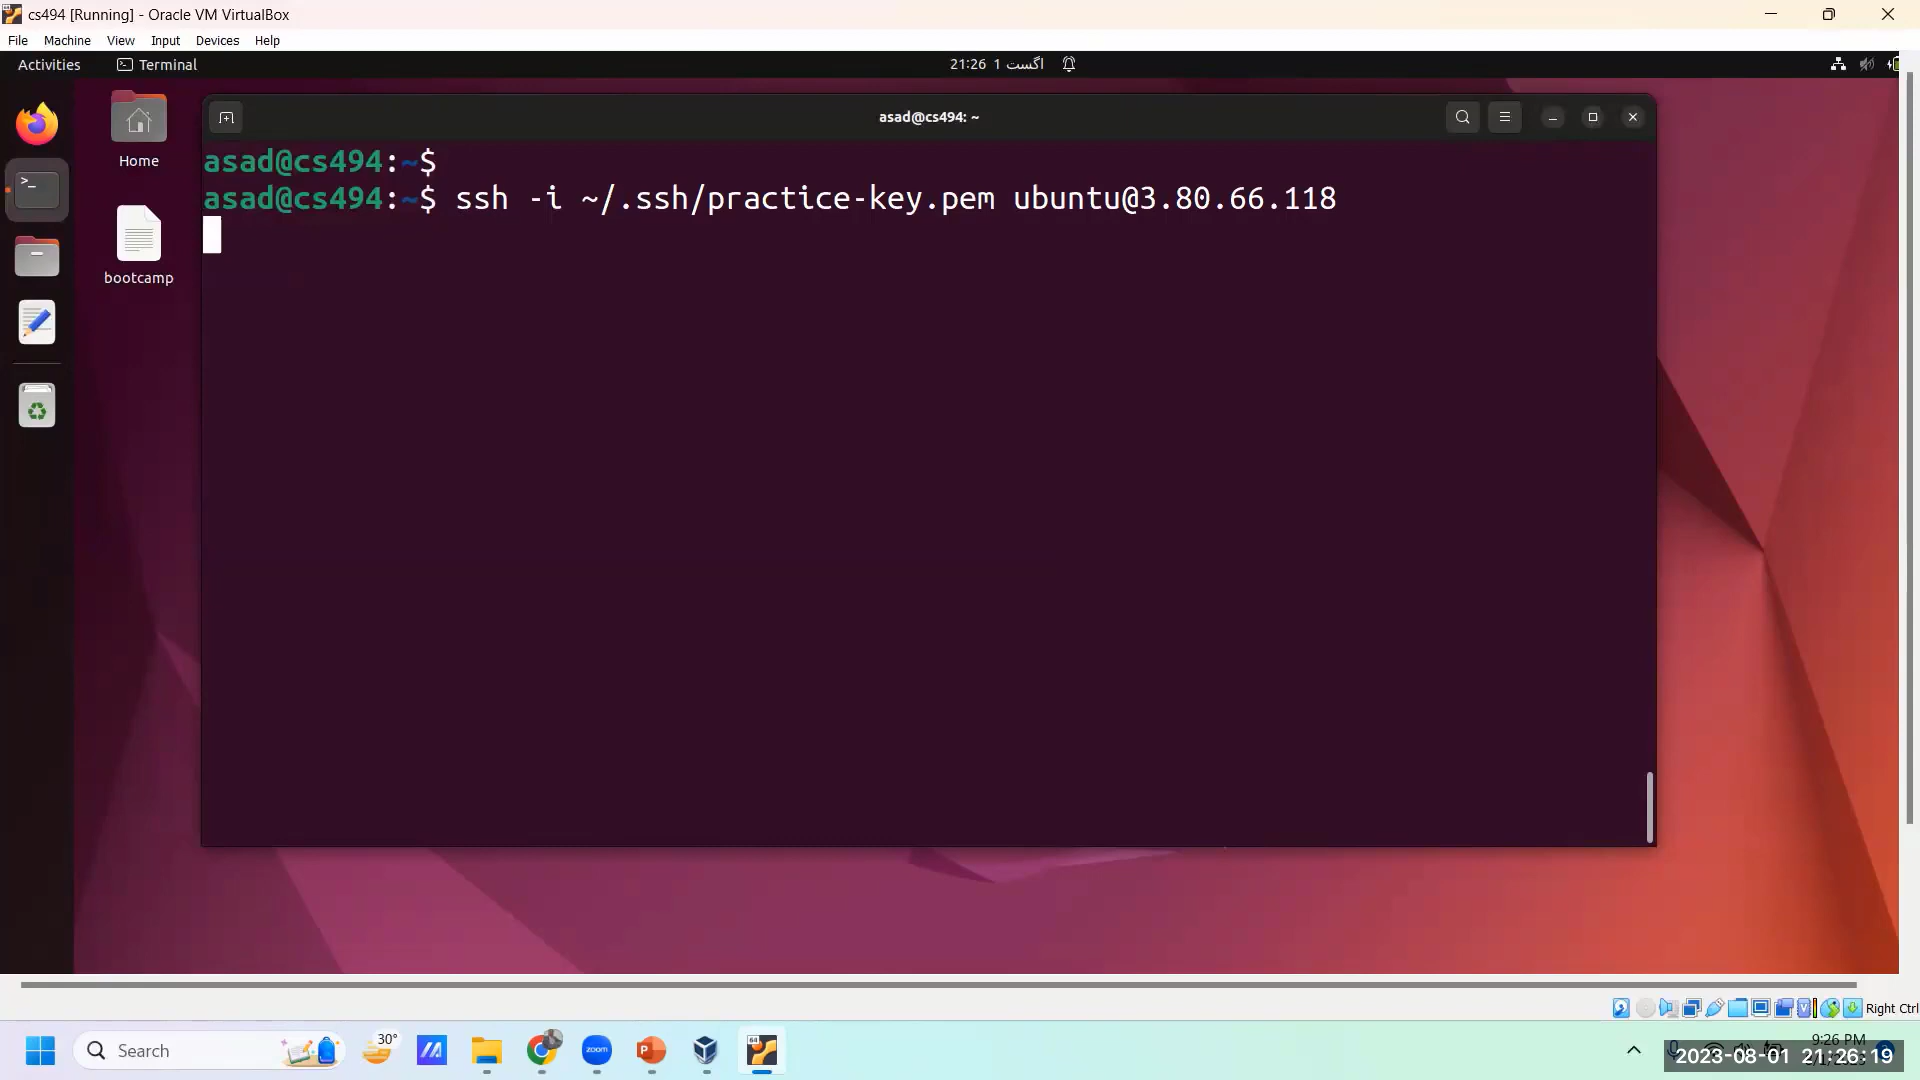 cs494 [Running] - Oracle VM VirtualBox
File Machine View Input Devices Help
Activities Terminal 21:26 1 اگست
asad@cs494: ~
Home
bootcamp
asad@cs494:~$
asad@cs494:~$ ssh -i ~/.ssh/practice-key.pem ubuntu@3.80.66.118
Right Ctrl
Search
30°
zoom
9:26 PM
2023-08-01 21:26:19